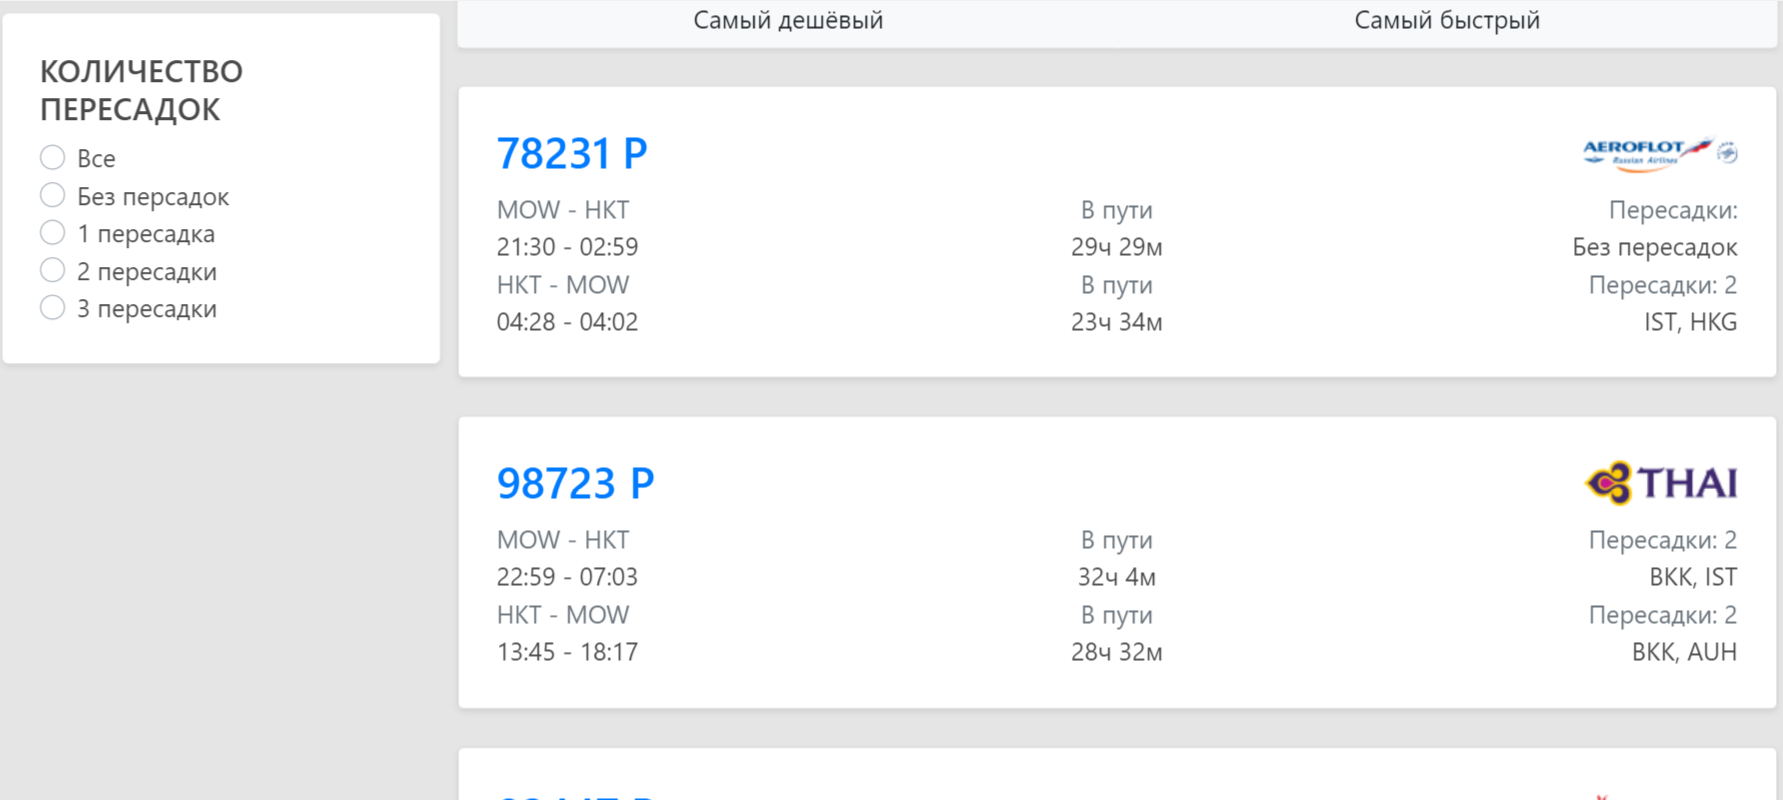 КОЛИЧЕСТВО
ПЕРЕСАДОК
Все
Без персадок
1 пересадка
2 пересадки
3 пересадки
Самый дешёвый
Самый быстрый
78231 Р
AEROFLOT
Russian Airlines
MOW - HKT
В пути
Пересадки:
21:30 - 02:59
29ч 29м
Без пересадок
HKT - MOW
В пути
Пересадки: 2
04:28 - 04:02
23ч 34м
IST, HKG
98723 Р
THAI
MOW - HKT
В пути
Пересадки: 2
22:59 - 07:03
32ч 4м
BKK, IST
HKT - MOW
В пути
Пересадки: 2
13:45 - 18:17
28ч 32м
BKK, AUH